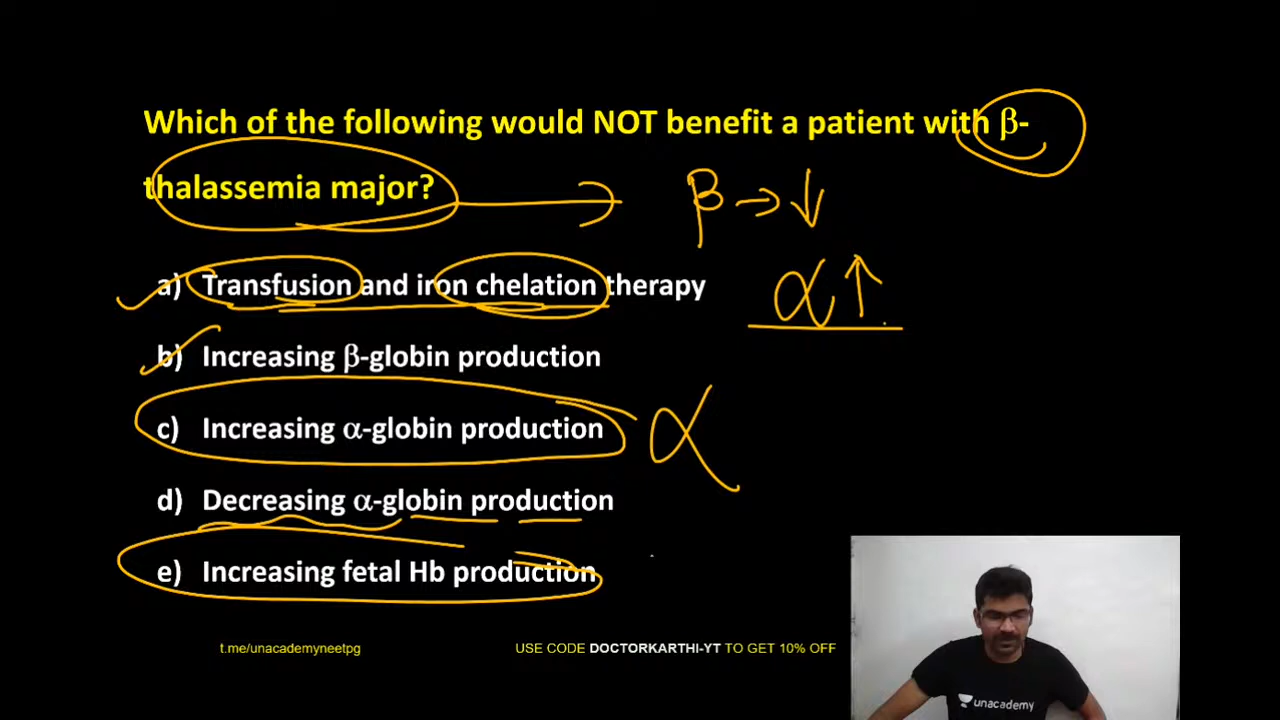 Which of the following would NOT benefit a patient with β-
thalassemia major?
β → ↓
a) Transfusion and iron chelation therapy
α ↑
b) Increasing β-globin production
c) Increasing α-globin production
α
d) Decreasing α-globin production
e) Increasing fetal Hb production
t.me/unacademyneetpg
USE CODE DOCTORKARTHI-YT TO GET 10% OFF
unacademy